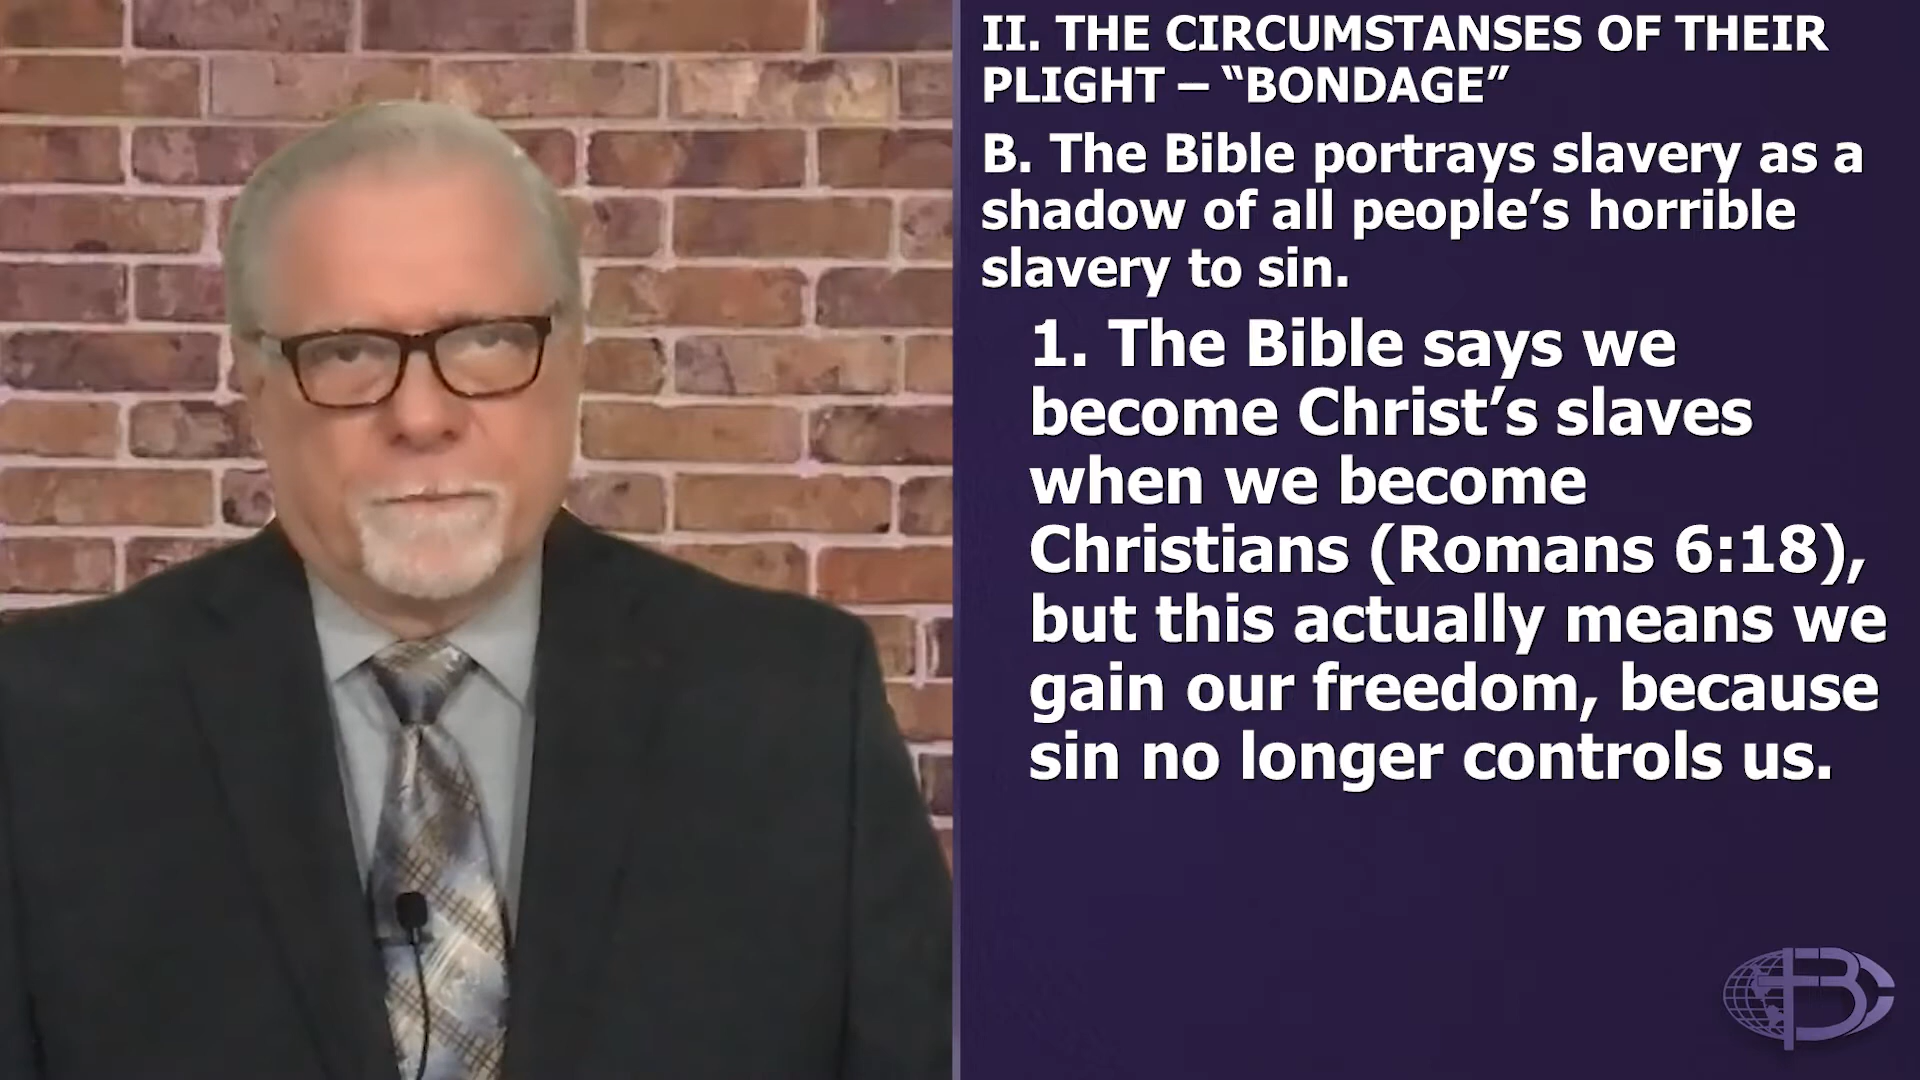 II. THE CIRCUMSTANSES OF THEIR
PLIGHT – “BONDAGE”
B. The Bible portrays slavery as a
shadow of all people’s horrible
slavery to sin.
1. The Bible says we
become Christ’s slaves
when we become
Christians (Romans 6:18),
but this actually means we
gain our freedom, because
sin no longer controls us.